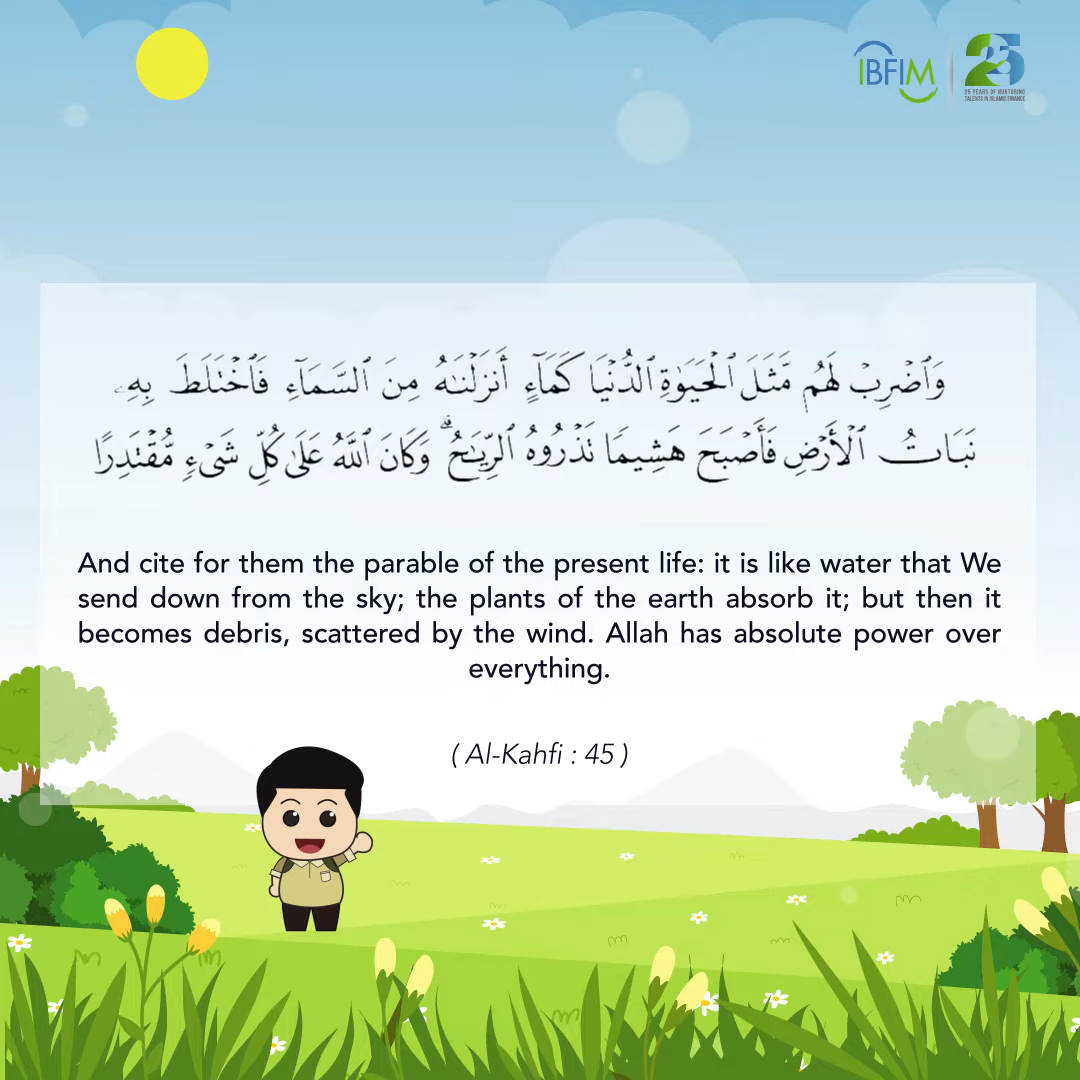 IBFIM
25
25 YEARS OF NURTURING
TALENTS IN ISLAMIC FINANCE
وَٱضْرِبْ لَهُم مَّثَلَ ٱلْحَيَوٰةِ ٱلدُّنْيَا كَمَآءٍ أَنزَلْنَـٰهُ مِنَ ٱلسَّمَآءِ فَٱخْتَلَطَ بِهِۦ
نَبَاتُ ٱلْأَرْضِ فَأَصْبَحَ هَشِيمًا تَذْرُوهُ ٱلرِّيَـٰحُ ۗ وَكَانَ ٱللَّهُ عَلَىٰ كُلِّ شَىْءٍ مُّقْتَدِرًا
And cite for them the parable of the present life: it is like water that We
send down from the sky; the plants of the earth absorb it; but then it
becomes debris, scattered by the wind. Allah has absolute power over
everything.
( Al-Kahfi : 45 )